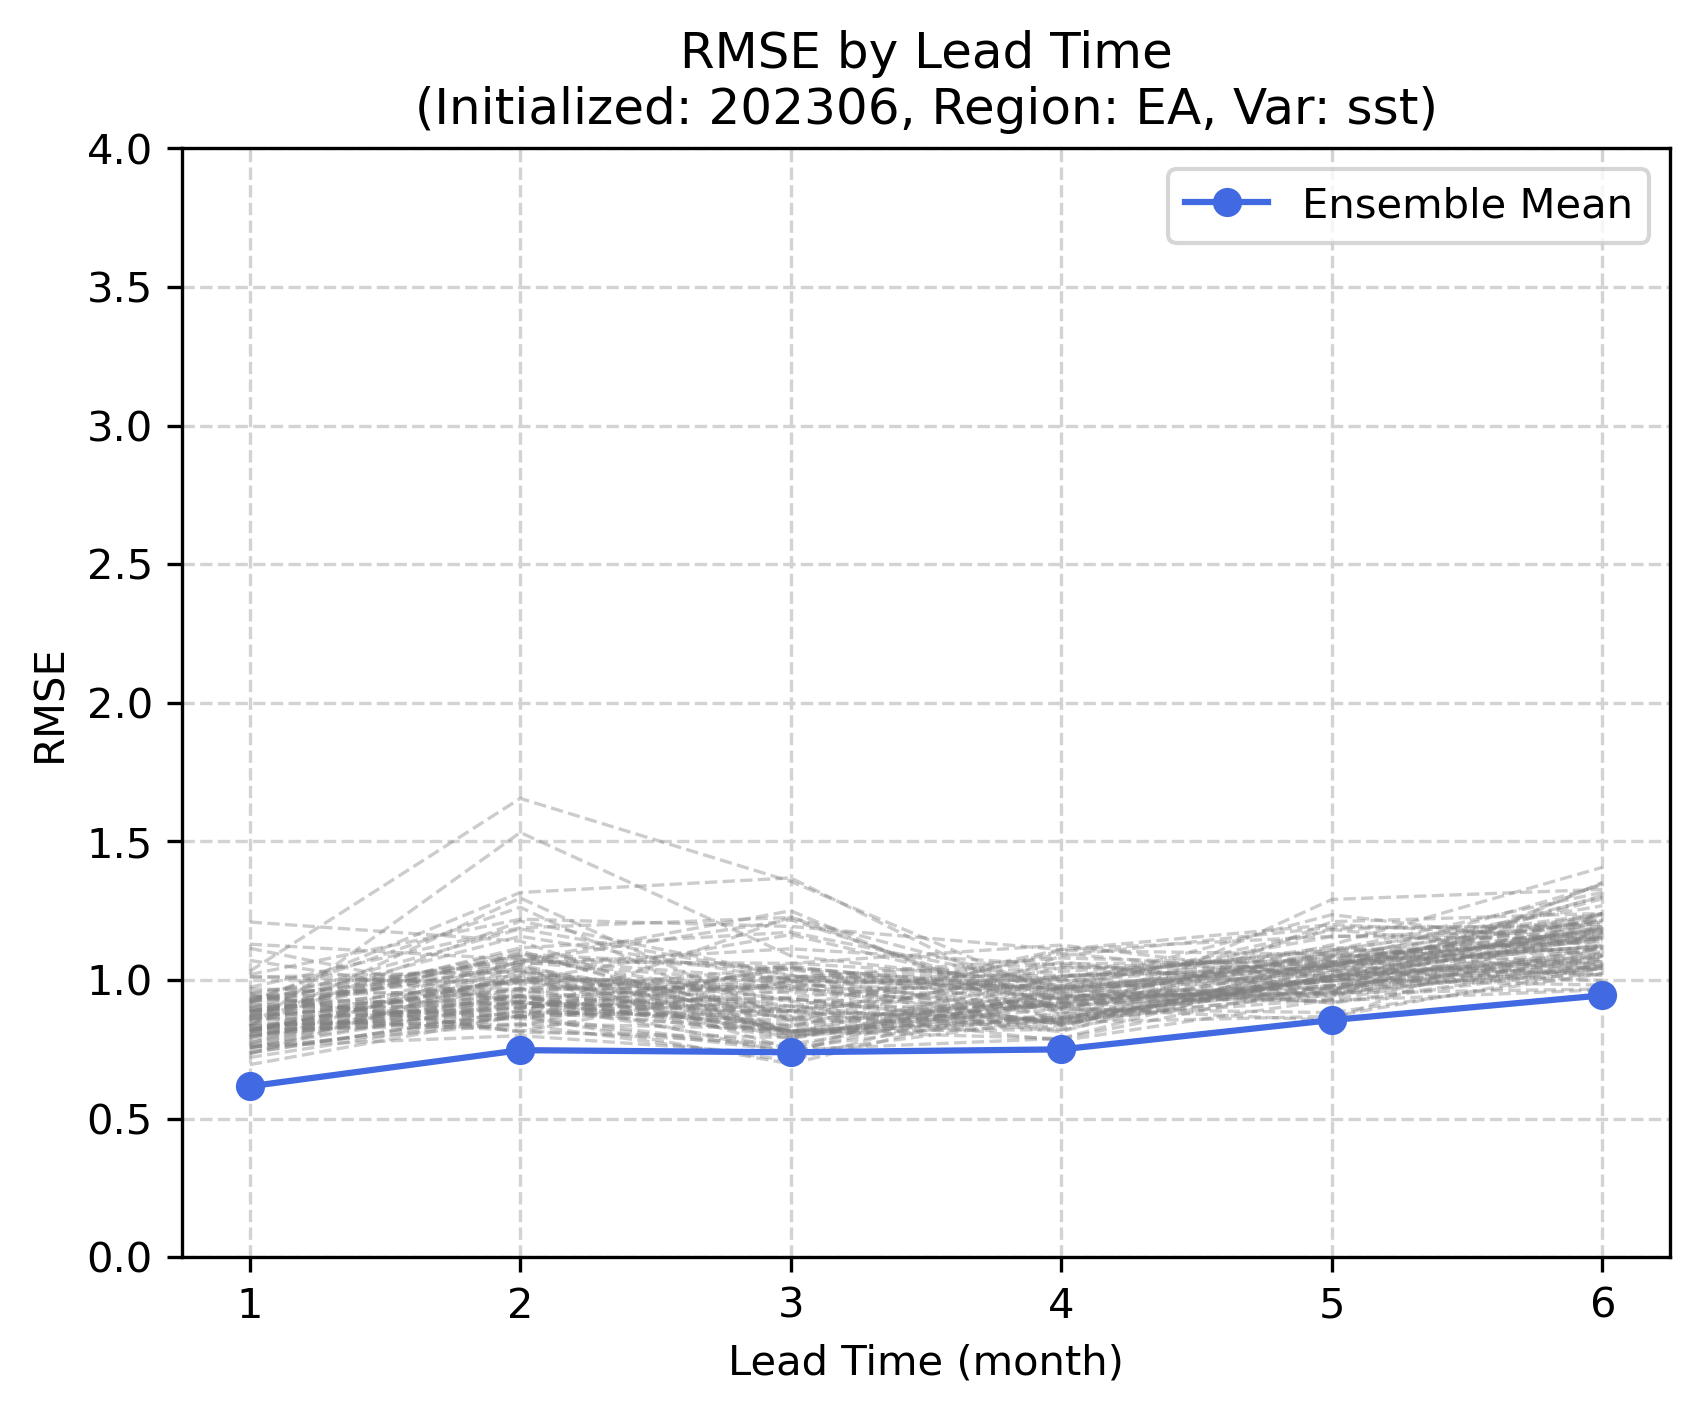 RMSE by Lead Time
(Initialized: 202306, Region: EA, Var: sst)
Ensemble Mean
4.0
3.5
3.0
2.5
2.0
1.5
1.0
0.5
0.0
RMSE
1 2 3 4 5 6
Lead Time (month)